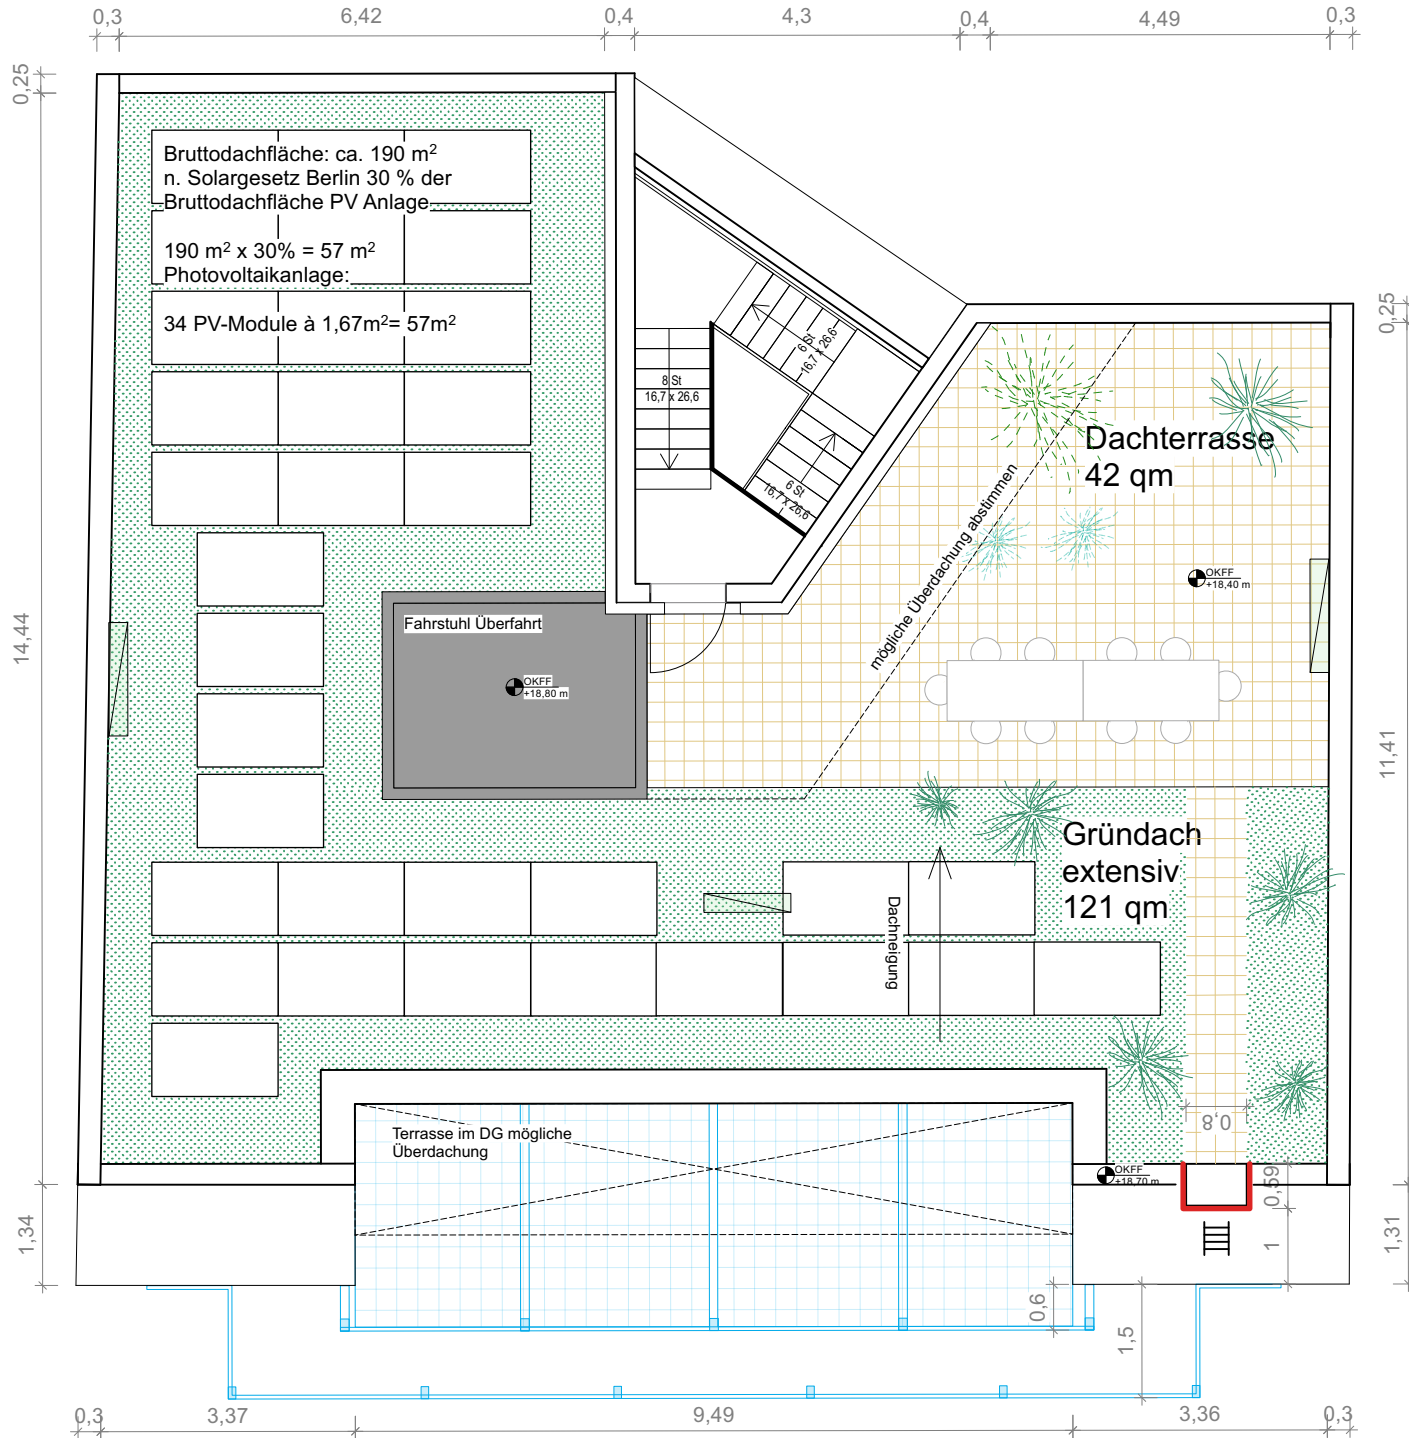 0,3 6,42 0,4 4,3 0,4 4,49 0,3
0,25
Bruttodachfläche: ca. 190 m²
n. Solargesetz Berlin 30 % der
Bruttodachfläche PV Anlage
190 m² x 30% = 57 m²
Photovoltaikanlage:
34 PV-Module à 1,67m²= 57m²
0,25
6 St
16,7 x 26,6
8 St
16,7 x 26,6
6 St
16,7 x 26,6
Dachterrasse
42 qm
mögliche Überdachung abstimmen
OKFF
+18,40 m
Fahrstuhl Überfahrt
OKFF
+18,80 m
14,44
11,41
Gründach
extensiv
121 qm
Dachneigung
0,8
Terrasse im DG mögliche
Überdachung
OKFF
+18,70 m
0,59
1,34
1
1,31
0,6
1,5
0,3 3,37 9,49 3,36 0,3